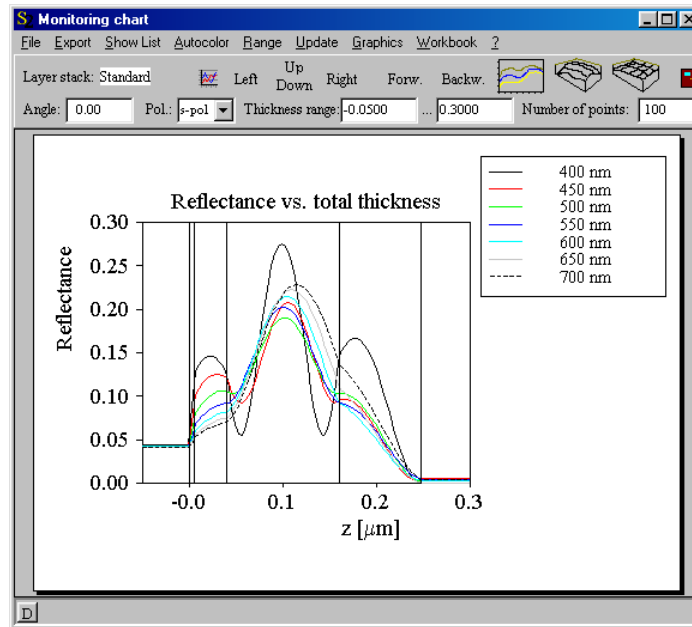 S Monitoring chart
File Export Show List Autocolor Range Update Graphics Workbook ?
Layer stack: Standard Left Up Down Right Forw. Backw.
Angle: 0.00 Pol.: s-pol Thickness range: -0.0500 ... 0.3000 Number of points: 100
400 nm
450 nm
500 nm
550 nm
600 nm
650 nm
700 nm
Reflectance vs. total thickness
Reflectance
0.30
0.30
0.20
0.15
0.10
0.05
0.00
-0.0 0.1 0.2 0.3
z [μm]
D